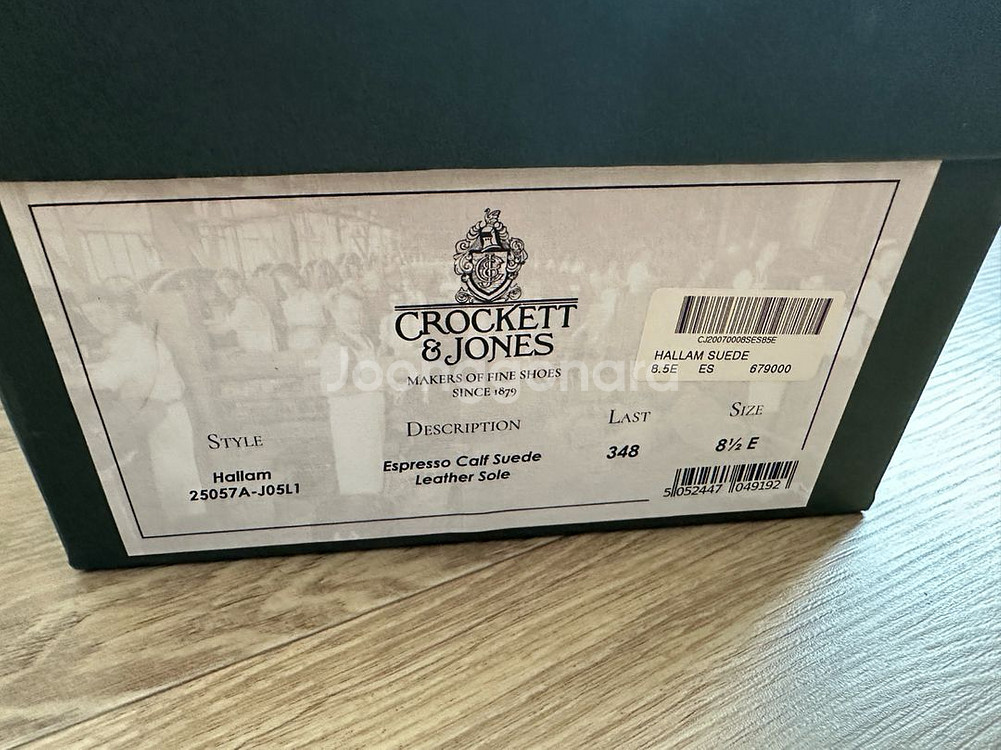 CROCKETT
& JONES
MAKERS OF FINE SHOES
SINCE 1879
STYLE
Hallam
25057A-J05L1
DESCRIPTION
Espresso Calf Suede
Leather Sole
LAST
348
SIZE
8½ E
5 052447 049192
CJ20070008SES85E
HALLAM SUEDE
8.5E ES 679000
Joonggonara